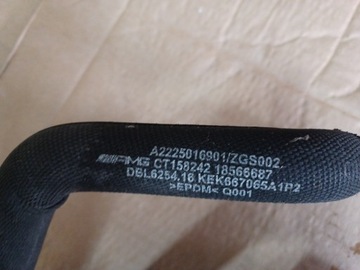 A2225016901/ZGS002
AMG CT158242 18566687
DBL6254.16 KEK667065A1P2
>EPDM< Q001